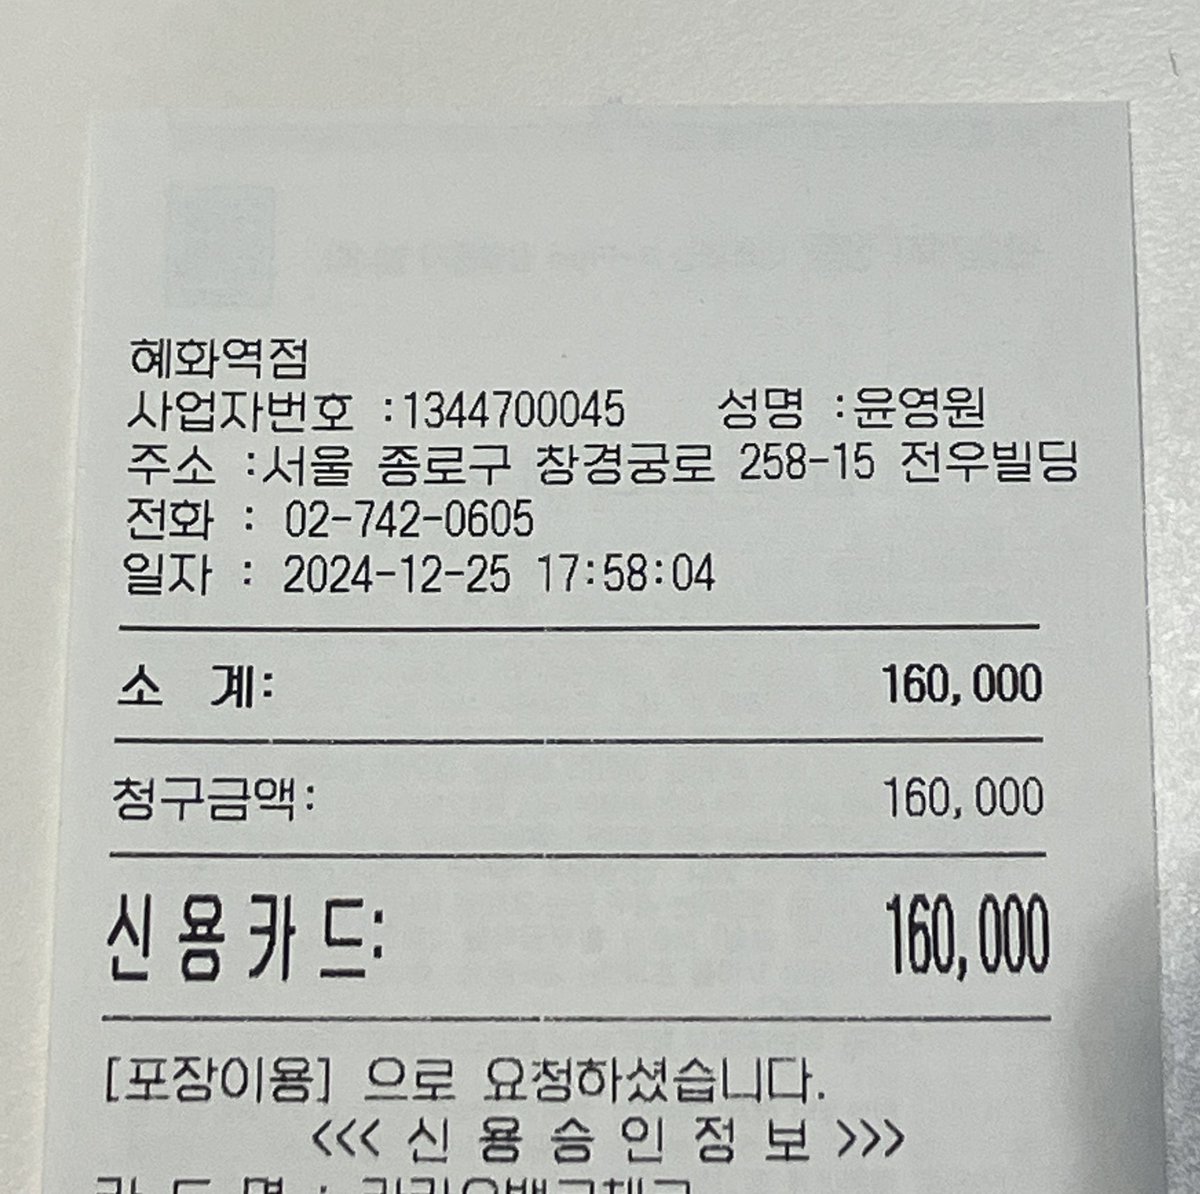 혜화역점
사업자번호 :1344700045 성명 :윤영원
주소 :서울 종로구 창경궁로 258-15 전우빌딩
전화 : 02-742-0605
일자 : 2024-12-25 17:58:04
소 계: 160,000
청구금액: 160,000
신용카드: 160,000
[포장이용] 으로 요청하셨습니다.
<<< 신 용 승 인 정 보 >>>
카 드 명 :